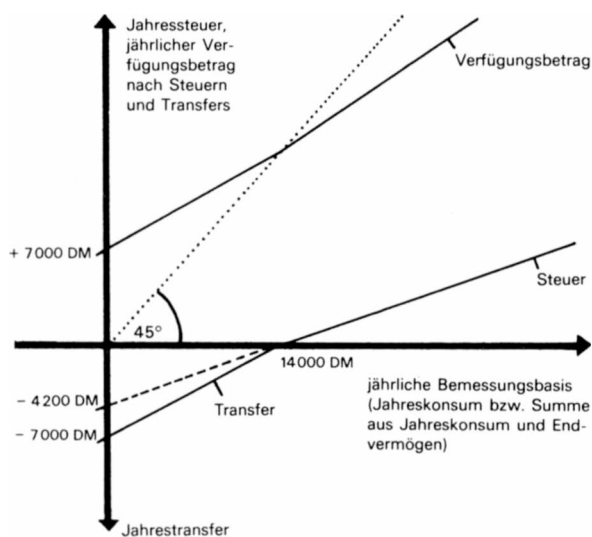 Jahressteuer,
jährlicher Ver-
fügungsbetrag
nach Steuern
und Transfers
Verfügungsbetrag
+ 7000 DM
Steuer
45°
14000 DM
jährliche Bemessungsbasis
(Jahreskonsum bzw. Summe
aus Jahreskonsum und End-
vermögen)
− 4200 DM
Transfer
− 7000 DM
Jahrestransfer